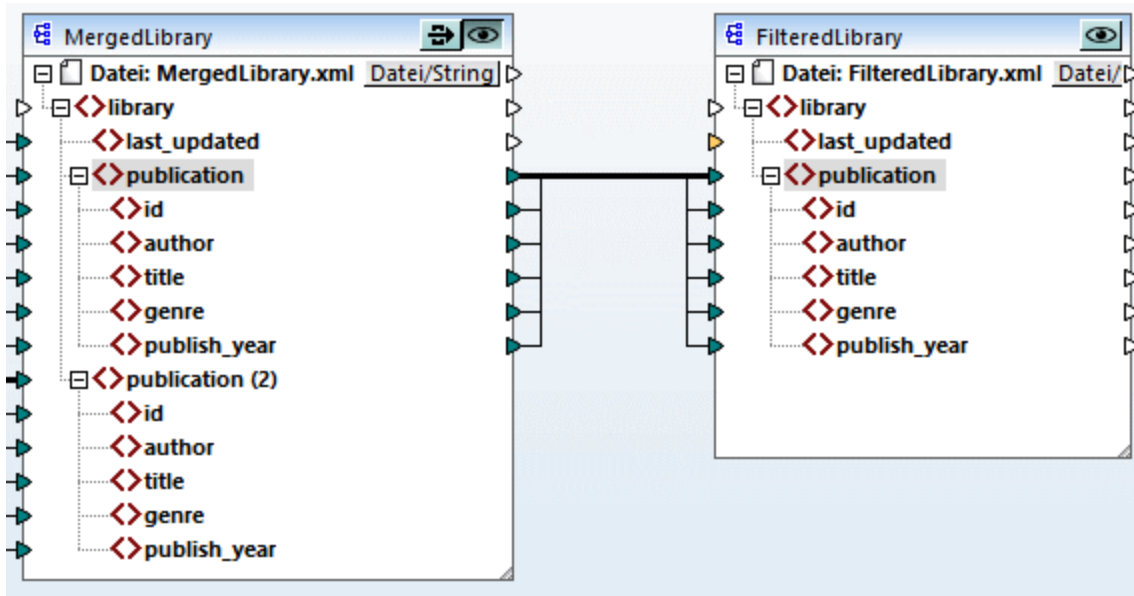 MergedLibrary
Datei: MergedLibrary.xml Datei/String
library
last_updated
publication
id
author
title
genre
publish_year
publication (2)
id
author
title
genre
publish_year
FilteredLibrary
Datei: FilteredLibrary.xml Datei/
library
last_updated
publication
id
author
title
genre
publish_year